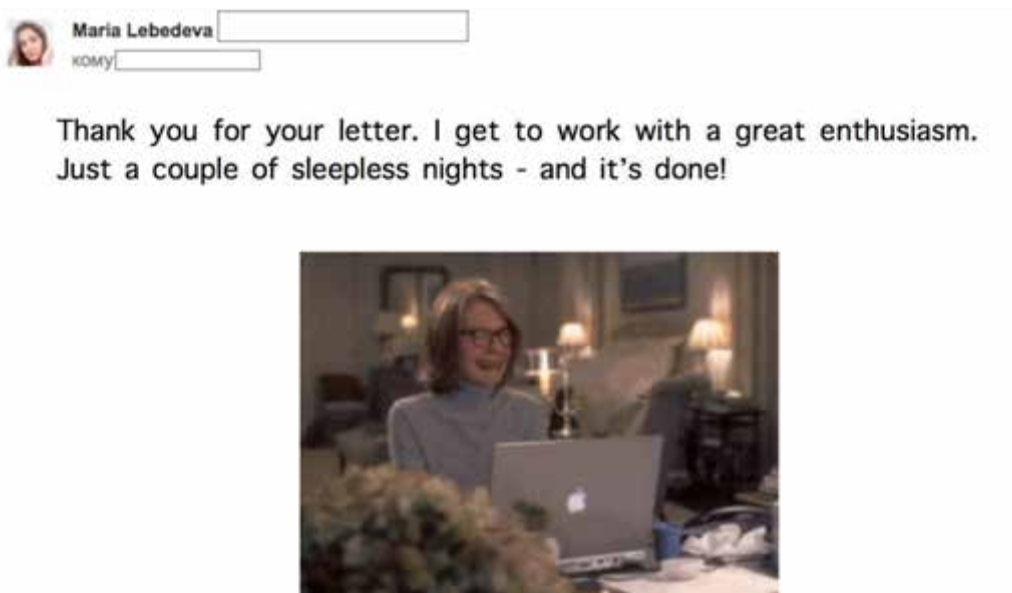 Maria Lebedeva
кому
Thank you for your letter. I get to work with a great enthusiasm.
Just a couple of sleepless nights - and it's done!